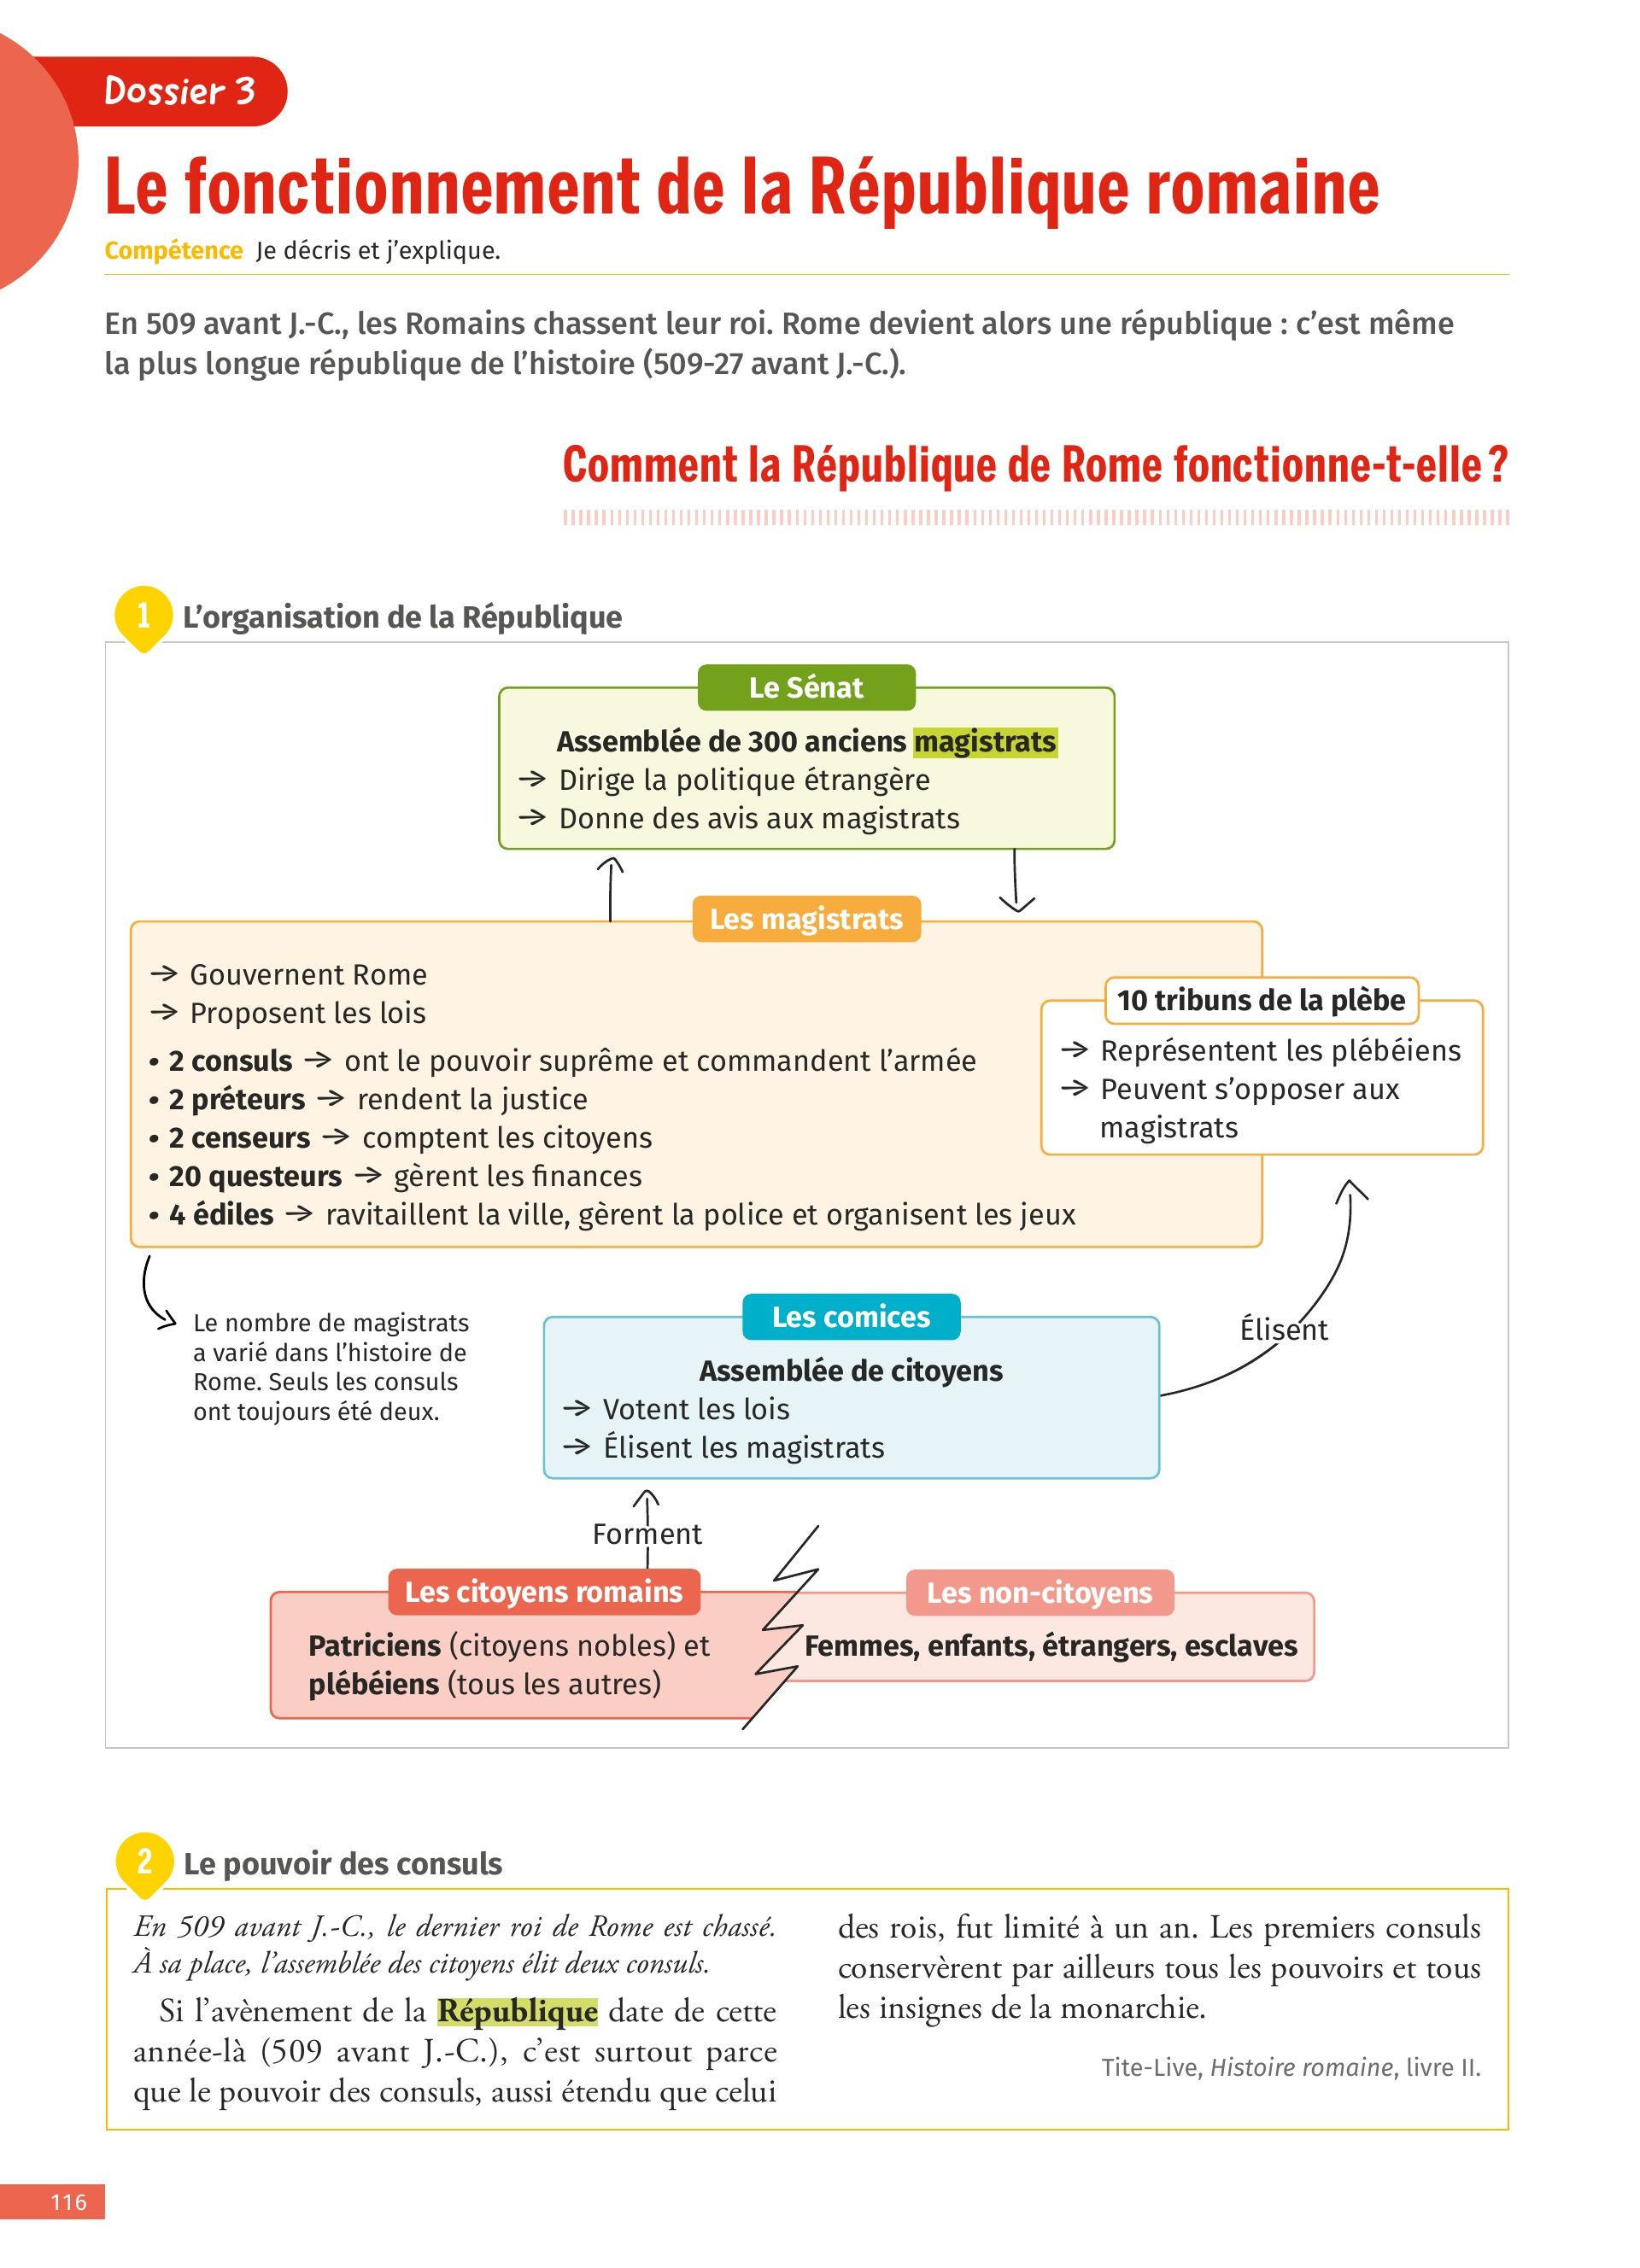 Dossier 3
Le fonctionnement de la République romaine
Compétence Je décris et j'explique.
En 509 avant J.-C., les Romains chassent leur roi. Rome devient alors une république : c'est même
la plus longue république de l'histoire (509-27 avant J.-C.).
Comment la République de Rome fonctionne-t-elle ?
1 L'organisation de la République
Le Sénat
Assemblée de 300 anciens magistrats
→ Dirige la politique étrangère
→ Donne des avis aux magistrats
Les magistrats
→ Gouvernent Rome
→ Proposent les lois
• 2 consuls → ont le pouvoir suprême et commandent l'armée
• 2 préteurs → rendent la justice
• 2 censeurs → comptent les citoyens
• 20 questeurs → gèrent les finances
• 4 édiles → ravitaillent la ville, gèrent la police et organisent les jeux
10 tribuns de la plèbe
→ Représentent les plébéiens
→ Peuvent s'opposer aux
magistrats
Le nombre de magistrats
a varié dans l'histoire de
Rome. Seuls les consuls
ont toujours été deux.
Les comices
Assemblée de citoyens
→ Votent les lois
→ Élisent les magistrats
Élisent
Forment
Les citoyens romains
Patriciens (citoyens nobles) et
plébéiens (tous les autres)
Les non-citoyens
Femmes, enfants, étrangers, esclaves
2 Le pouvoir des consuls
En 509 avant J.-C., le dernier roi de Rome est chassé.
À sa place, l'assemblée des citoyens élit deux consuls.
Si l'avènement de la République date de cette
année-là (509 avant J.-C.), c'est surtout parce
que le pouvoir des consuls, aussi étendu que celui
des rois, fut limité à un an. Les premiers consuls
conservèrent par ailleurs tous les pouvoirs et tous
les insignes de la monarchie.
Tite-Live, Histoire romaine, livre II.
116